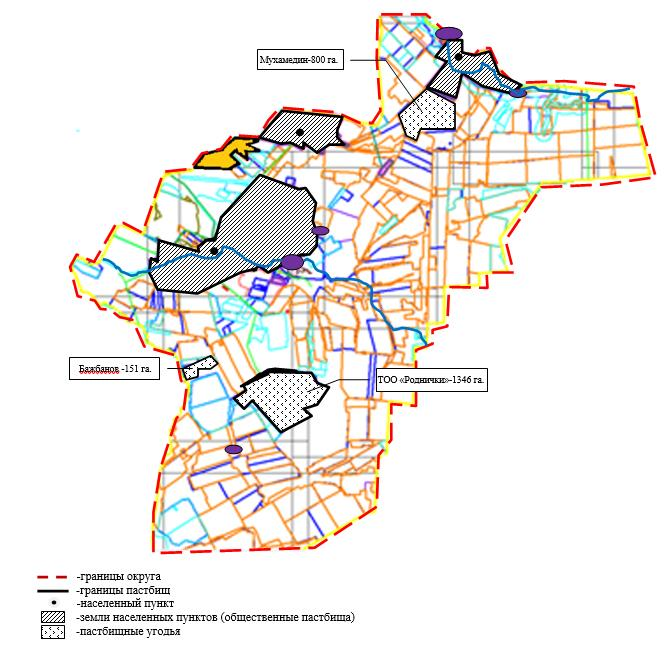 Мухамедин-800 га.
Бажбанов -151 га.
ТОО «Роднички»-1346 га.
-границы округа
-границы пастбищ
-населенный пункт
-земли населенных пунктов (общественные пастбища)
-пастбищные угодья